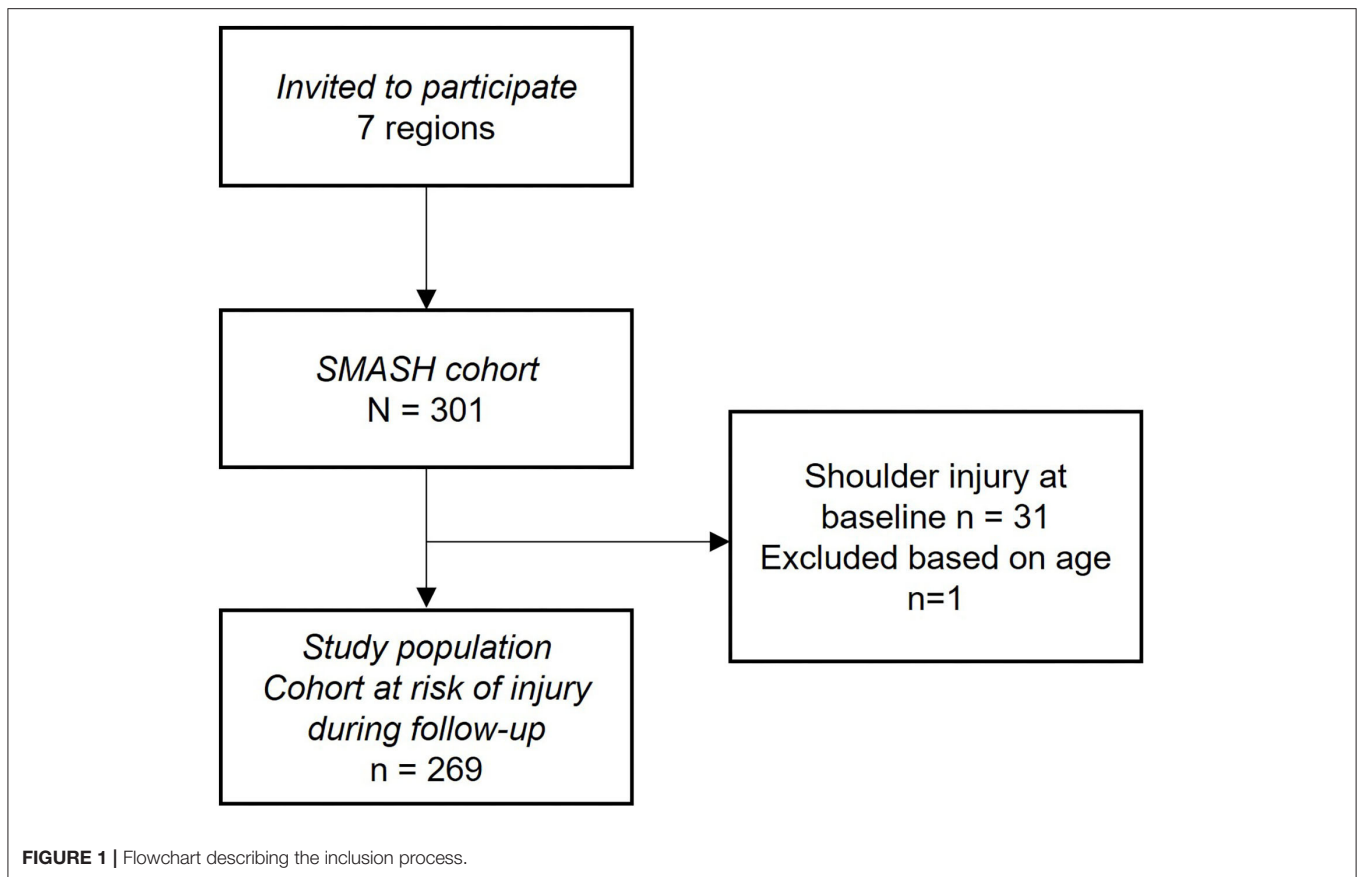 Invited to participate
7 regions
SMASH cohort
N = 301
Shoulder injury at
baseline n = 31
Excluded based on age
n=1
Study population
Cohort at risk of injury
during follow-up
n = 269
FIGURE 1 | Flowchart describing the inclusion process.